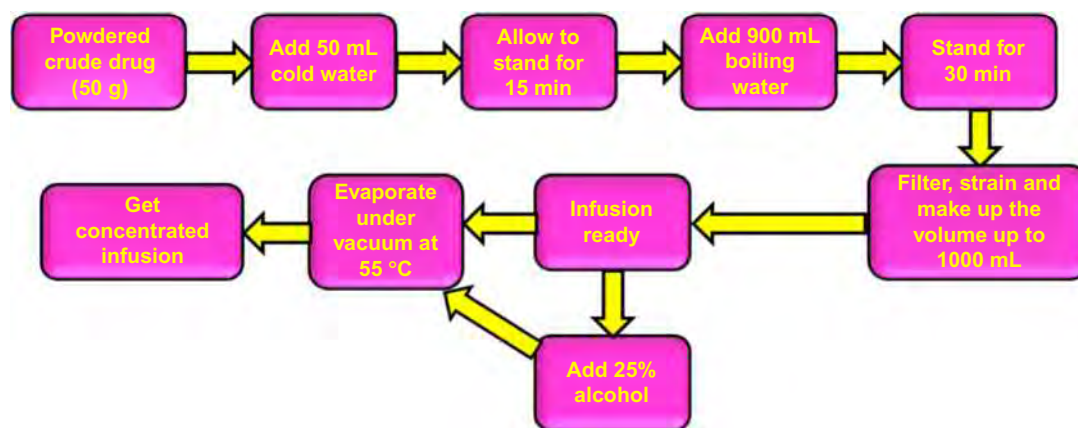 Powdered
crude drug
(50 g)
Add 50 mL
cold water
Allow to
stand for
15 min
Add 900 mL
boiling
water
Stand for
30 min
Filter, strain and
make up the
volume up to
1000 mL
Infusion
ready
Evaporate
under
vacuum at
55 °C
Get
concentrated
infusion
Add 25%
alcohol